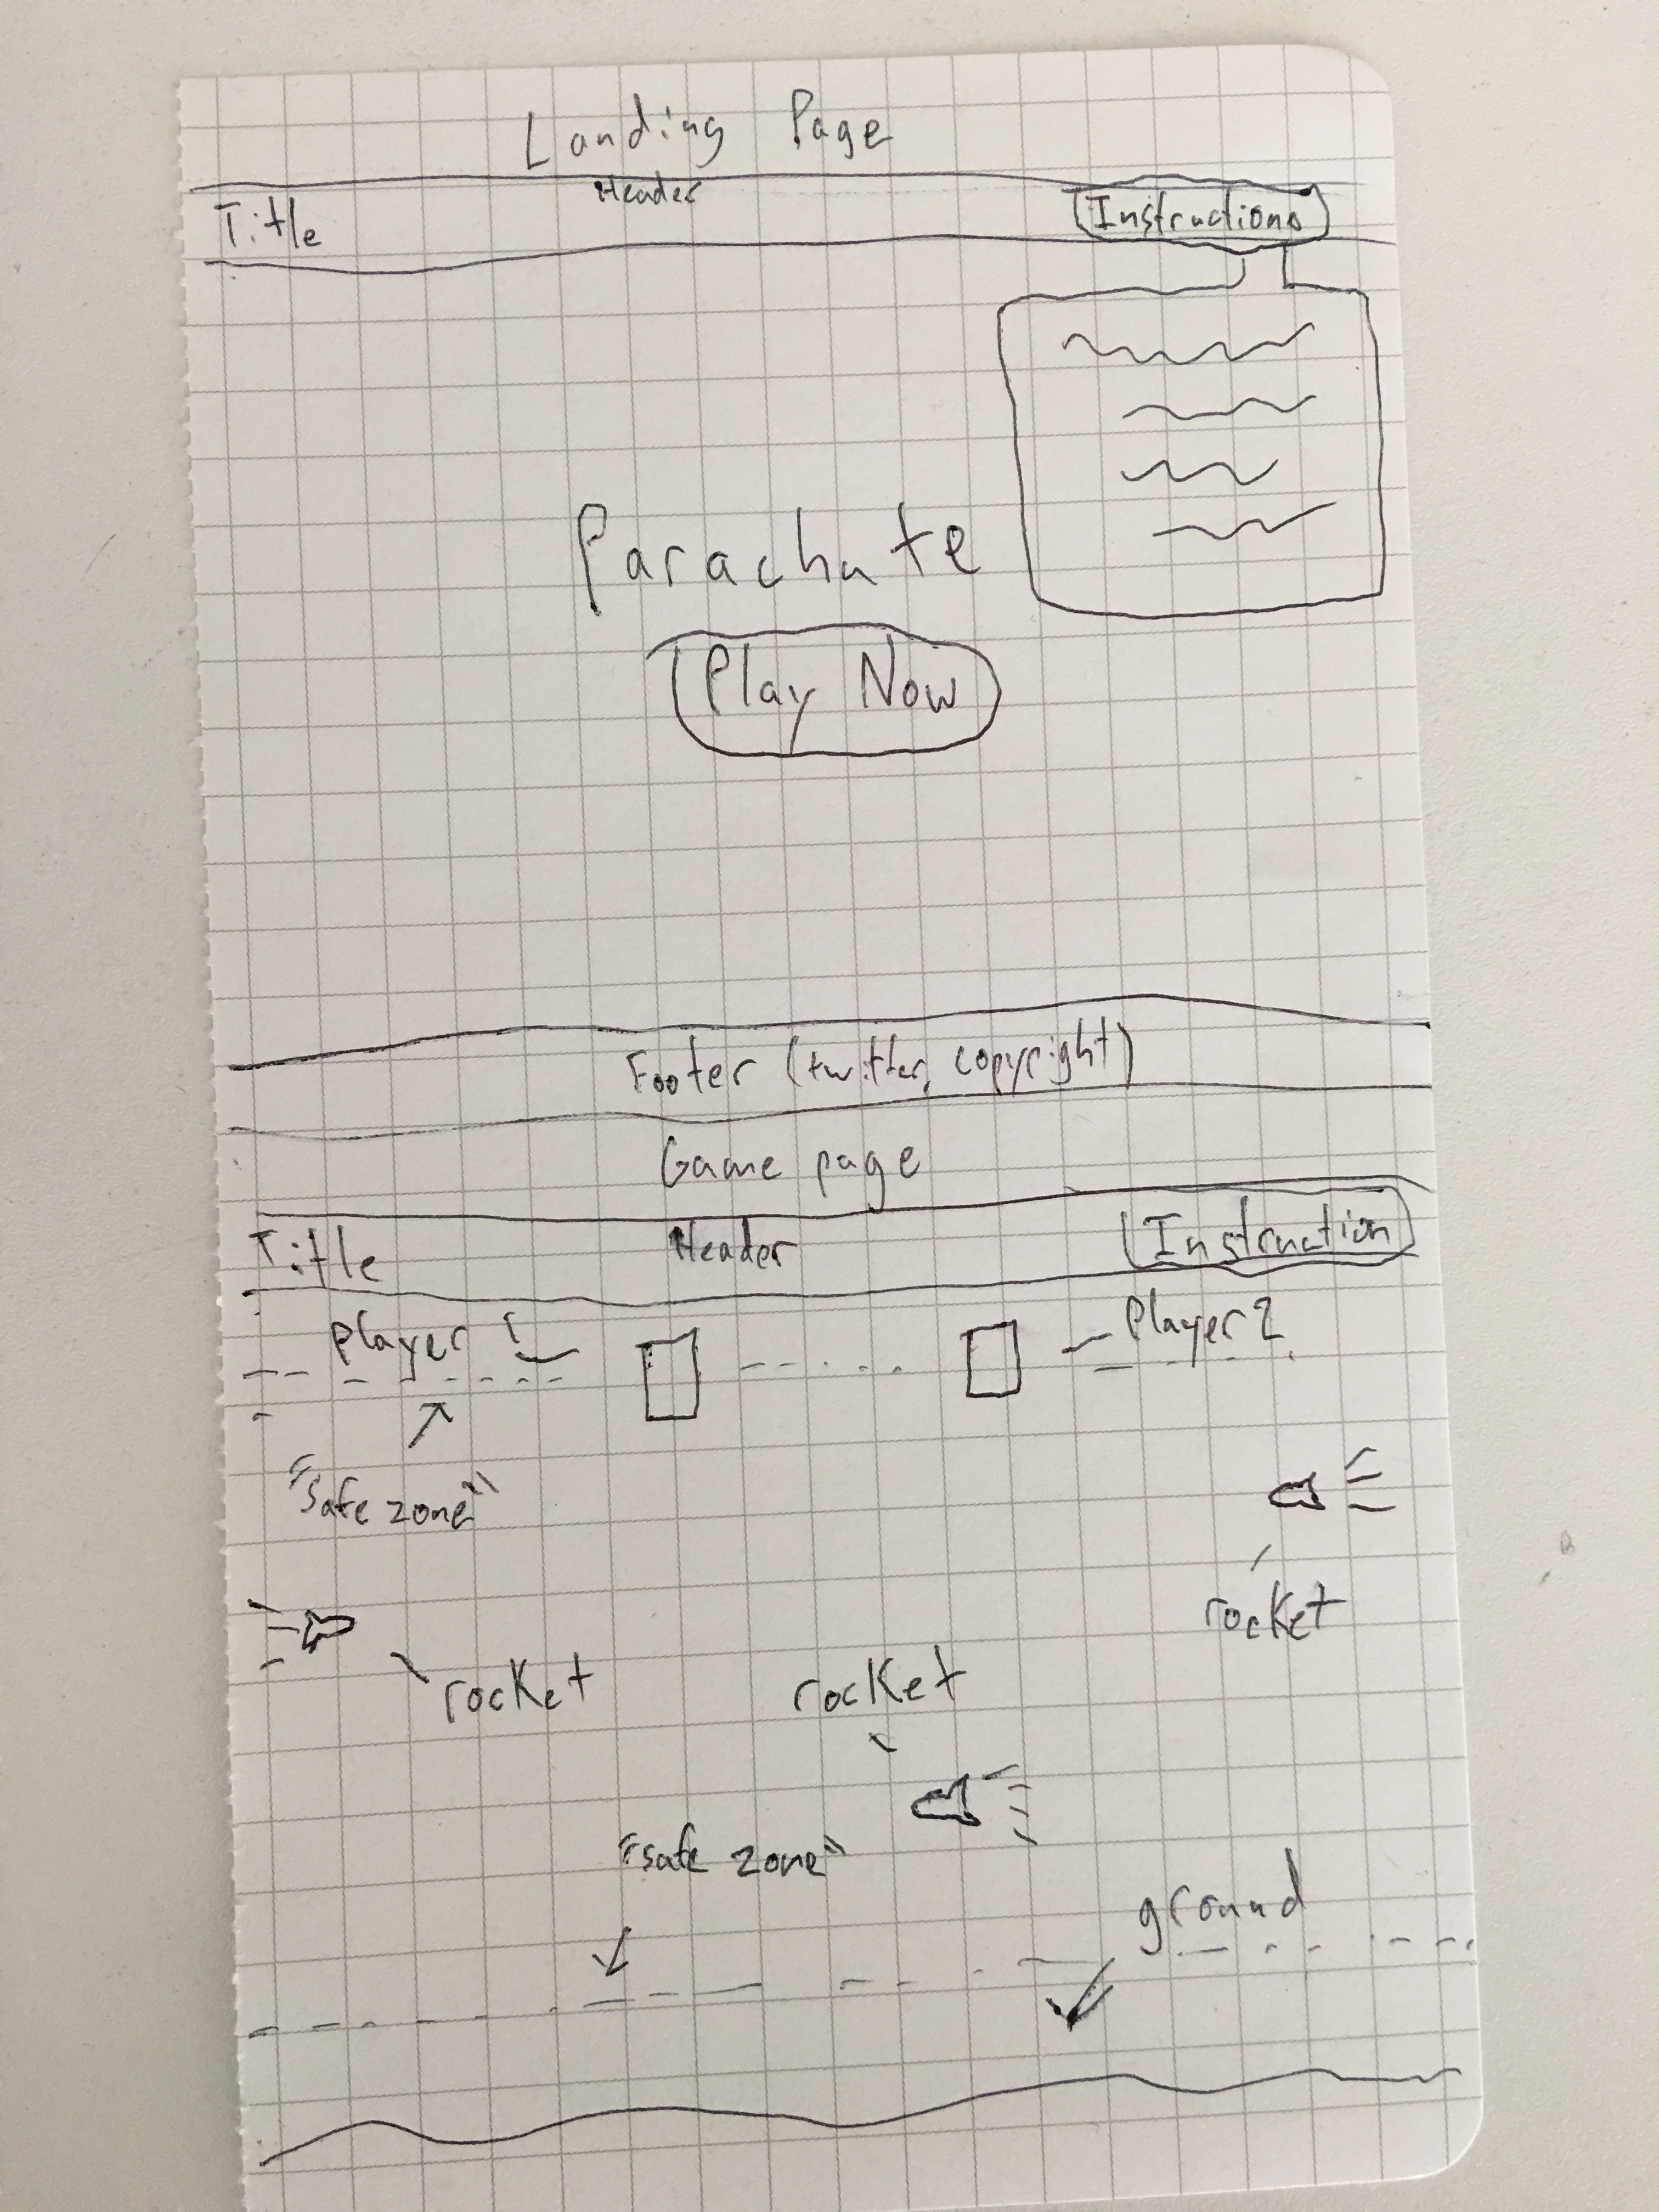 Landing Page
Header
Title
Instructions
Parachute
Play Now
Footer (twitter, copyright)
Game page
Title Header Instruction
Player 1
Player 2
"safe zone"
rocket
rocket
rocket
"safe zone"
ground